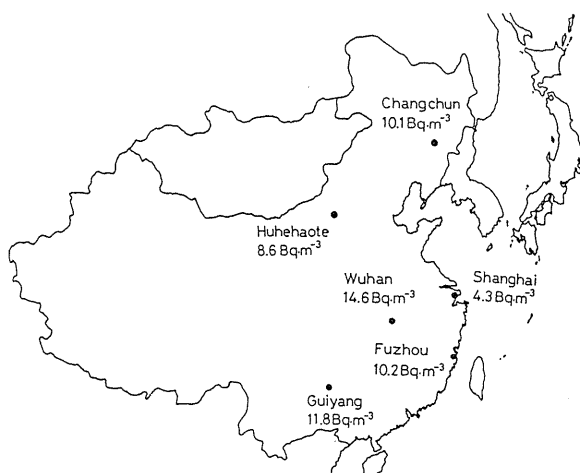 Changchun
10.1 Bq·m⁻³
Huhehaote
8.6 Bq·m⁻³
Wuhan
14.6 Bq·m⁻³
Shanghai
4.3 Bq·m⁻³
Fuzhou
10.2 Bq·m⁻³
Guiyang
11.8 Bq·m⁻³